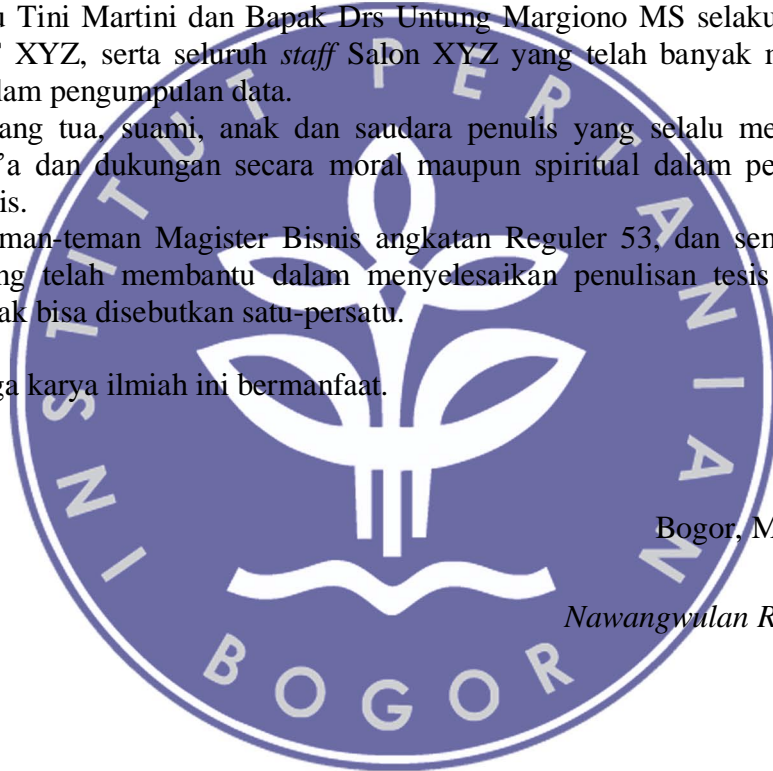 u Tini Martini dan Bapak Drs Untung Margiono MS selaku
XYZ, serta seluruh staff Salon XYZ yang telah banyak
lam pengumpulan data.
ang tua, suami, anak dan saudara penulis yang selalu me
'a dan dukungan secara moral maupun spiritual dalam pe
is.
man-teman Magister Bisnis angkatan Reguler 53, dan sem
ng telah membantu dalam menyelesaikan penulisan tesis
ak bisa disebutkan satu-persatu.
ga karya ilmiah ini bermanfaat.
Bogor, M
Nawangwulan R
INSTITUT PERTANIAN
BOGOR